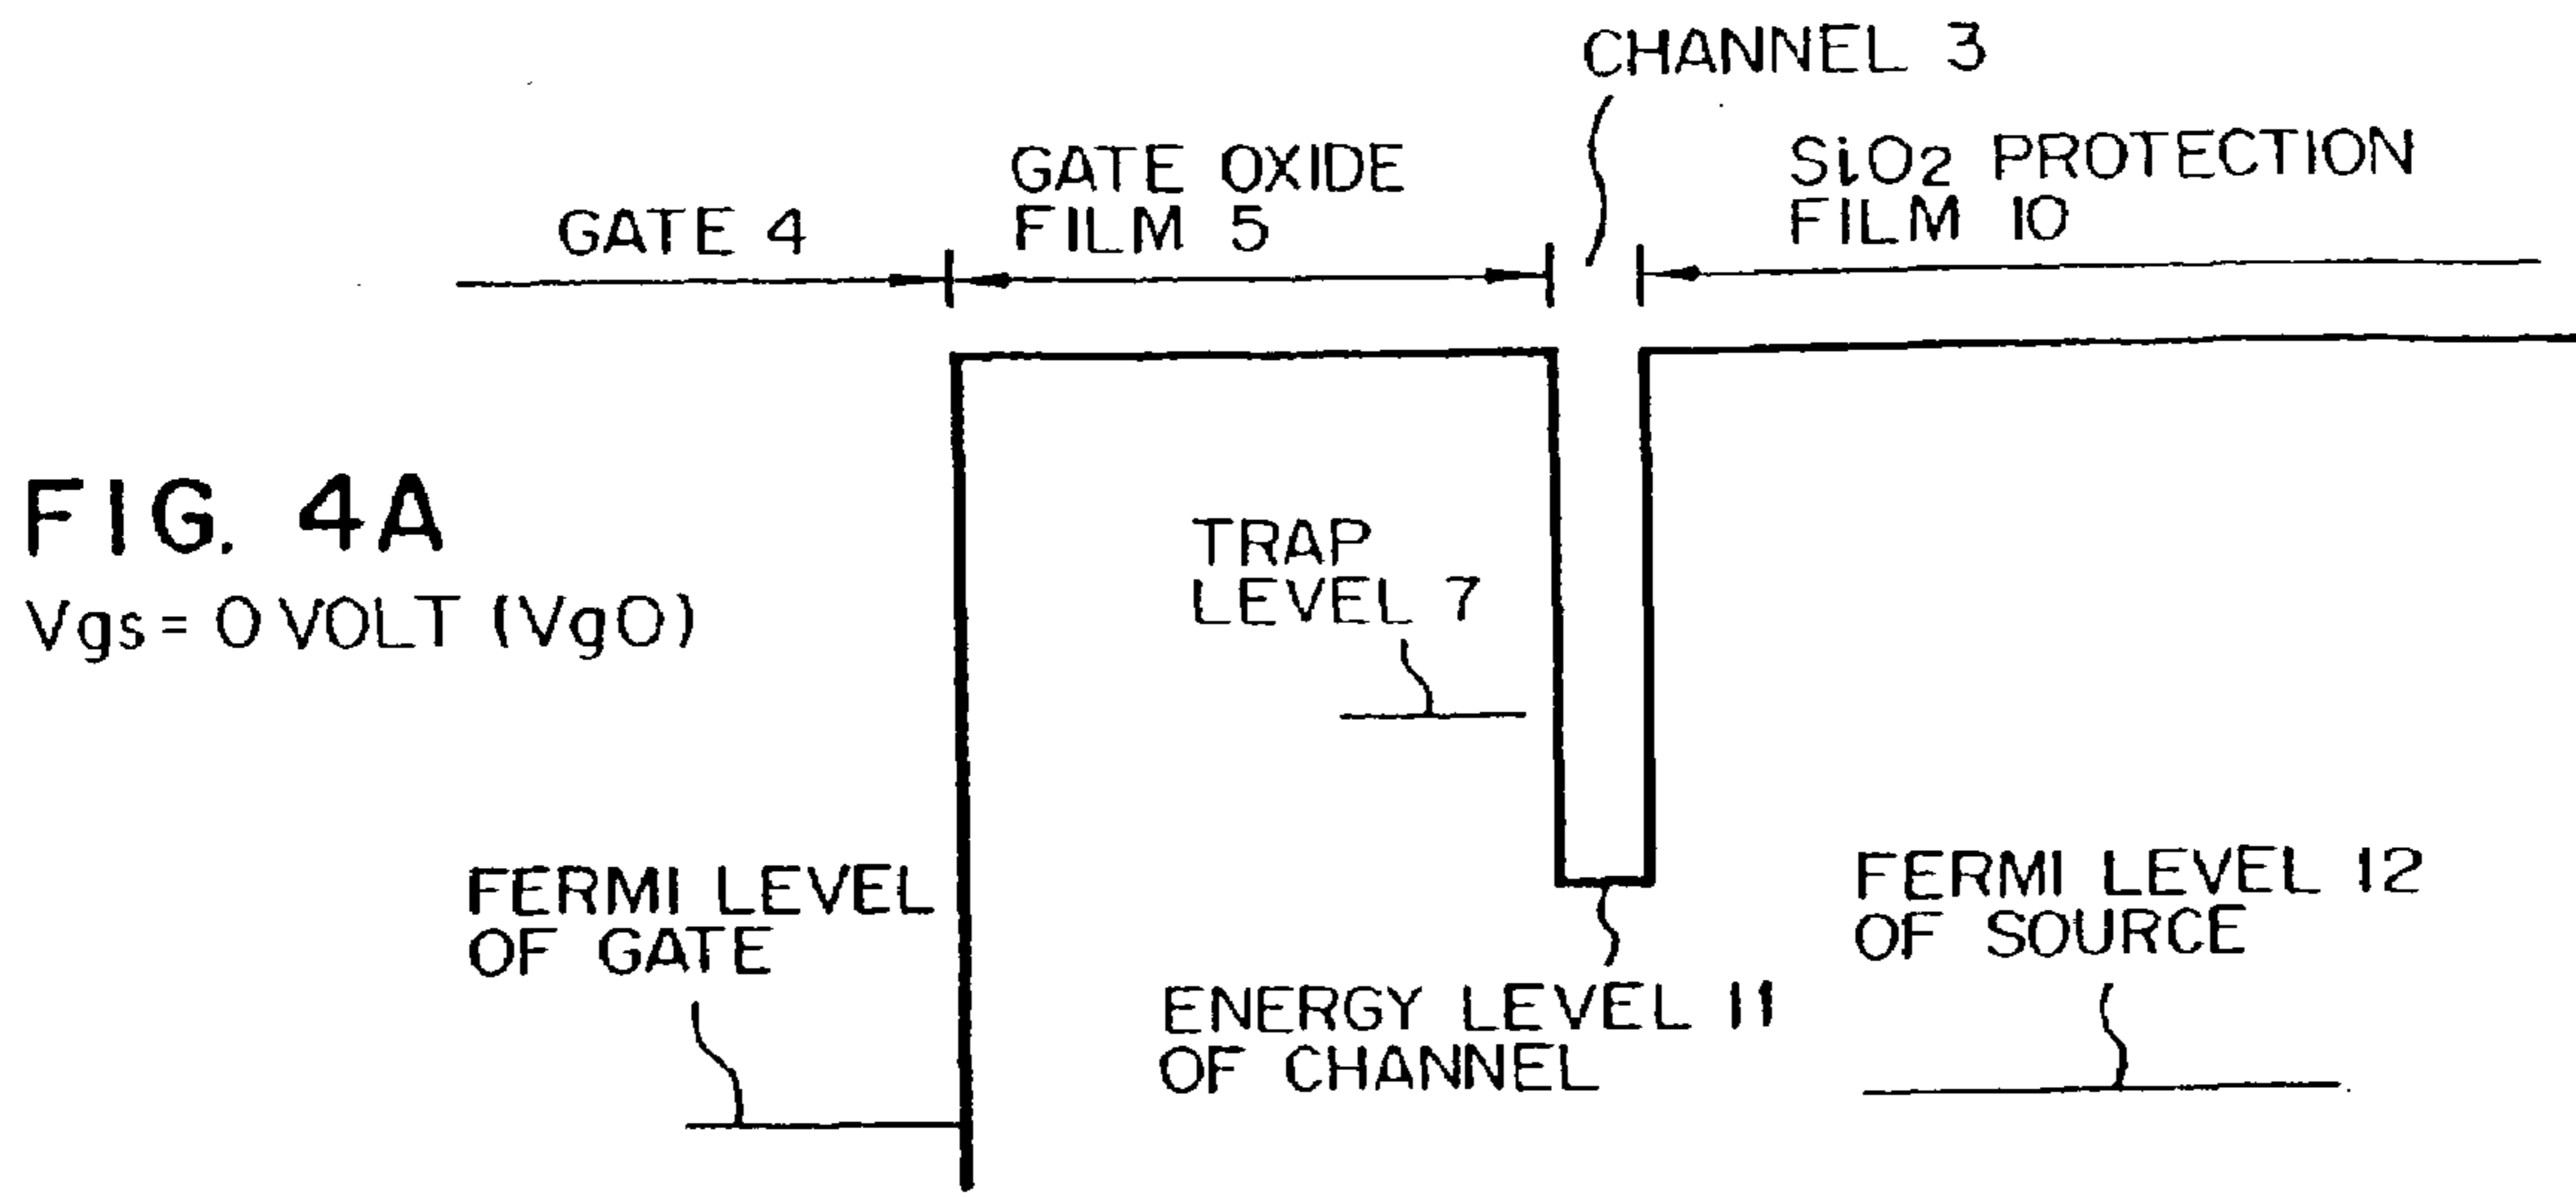 CHANNEL 3
GATE 4
GATE OXIDE
FILM 5
SiO2 PROTECTION
FILM 10
FIG. 4A
Vgs = 0 VOLT (Vg0)
TRAP
LEVEL 7
FERMI LEVEL
OF GATE
ENERGY LEVEL 11
OF CHANNEL
FERMI LEVEL 12
OF SOURCE